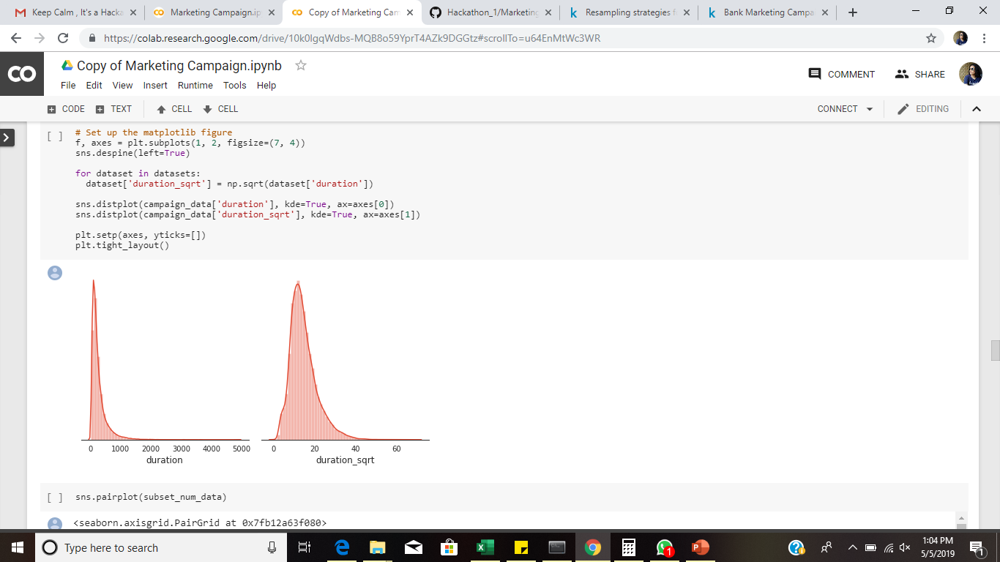 Keep Calm , It's a Hacka
Marketing Campaign.ip
Copy of Marketing Cam
Hackathon_1/Marketing
Resampling strategies f
Bank Marketing Campa
https://colab.research.google.com/drive/10k0IgqWdbs-MQB8o59YprT4AZk9DGGtz#scrollTo=u64EnMtWc3WR
CO
Copy of Marketing Campaign.ipynb
COMMENT
SHARE
File Edit View Insert Runtime Tools Help
CODE TEXT CELL CELL
CONNECT
EDITING
[ ]
# Set up the matplotlib figure
f, axes = plt.subplots(1, 2, figsize=(7, 4))
sns.despine(left=True)
for dataset in datasets:
dataset['duration_sqrt'] = np.sqrt(dataset['duration'])
sns.distplot(campaign_data['duration'], kde=True, ax=axes[0])
sns.distplot(campaign_data['duration_sqrt'], kde=True, ax=axes[1])
plt.setp(axes, yticks=[])
plt.tight_layout()
0 1000 2000 3000 4000 5000
duration
0 20 40 60
duration_sqrt
[ ] sns.pairplot(subset_num_data)
<seaborn.axisgrid.PairGrid at 0x7fb12a63f080>
Type here to search
1
1:04 PM
5/5/2019
1